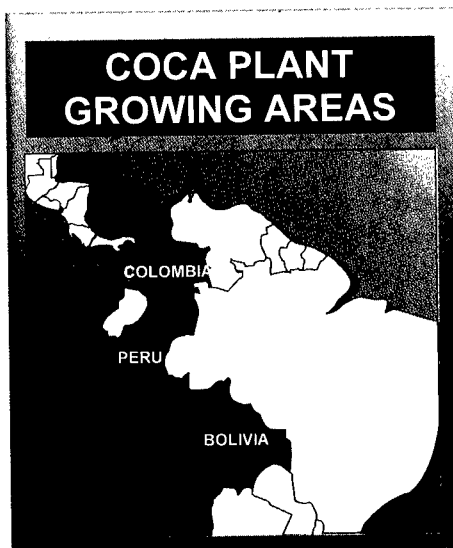 COCA PLANT
GROWING AREAS
COLOMBIA
PERU
BOLIVIA